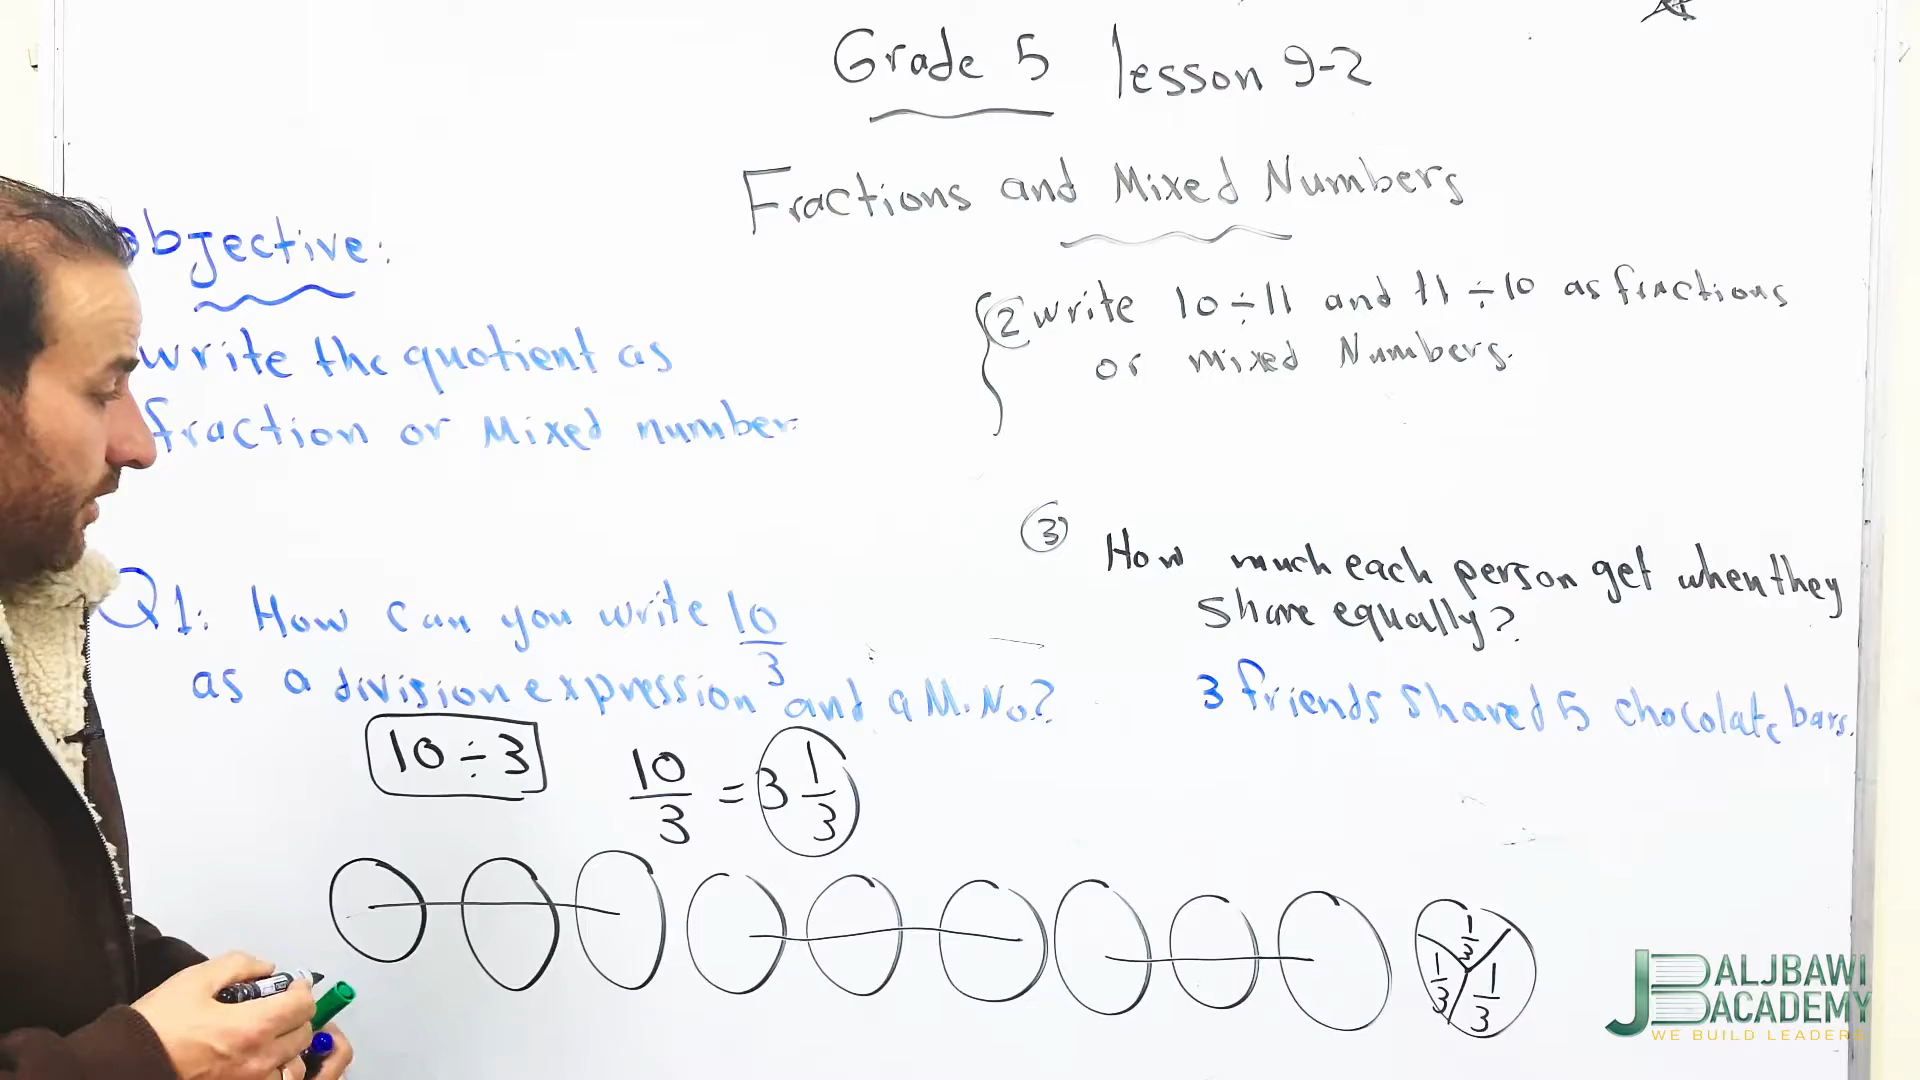 Grade 5 lesson 9-2
Fractions and Mixed Numbers
objective:
write the quotient as
fraction or Mixed number.
2 write 10÷11 and 11÷10 as fractions
or mixed Numbers.
3 How much each person get when they
share equally?
3 friends shared 5 chocolate bars.
Q1: How can you write 10/3
as a division expression and a M.No?
10÷3
10/3 = 3 1/3
1/3 1/3 1/3
ALJBAWI
ACADEMY
WE BUILD LEADERS